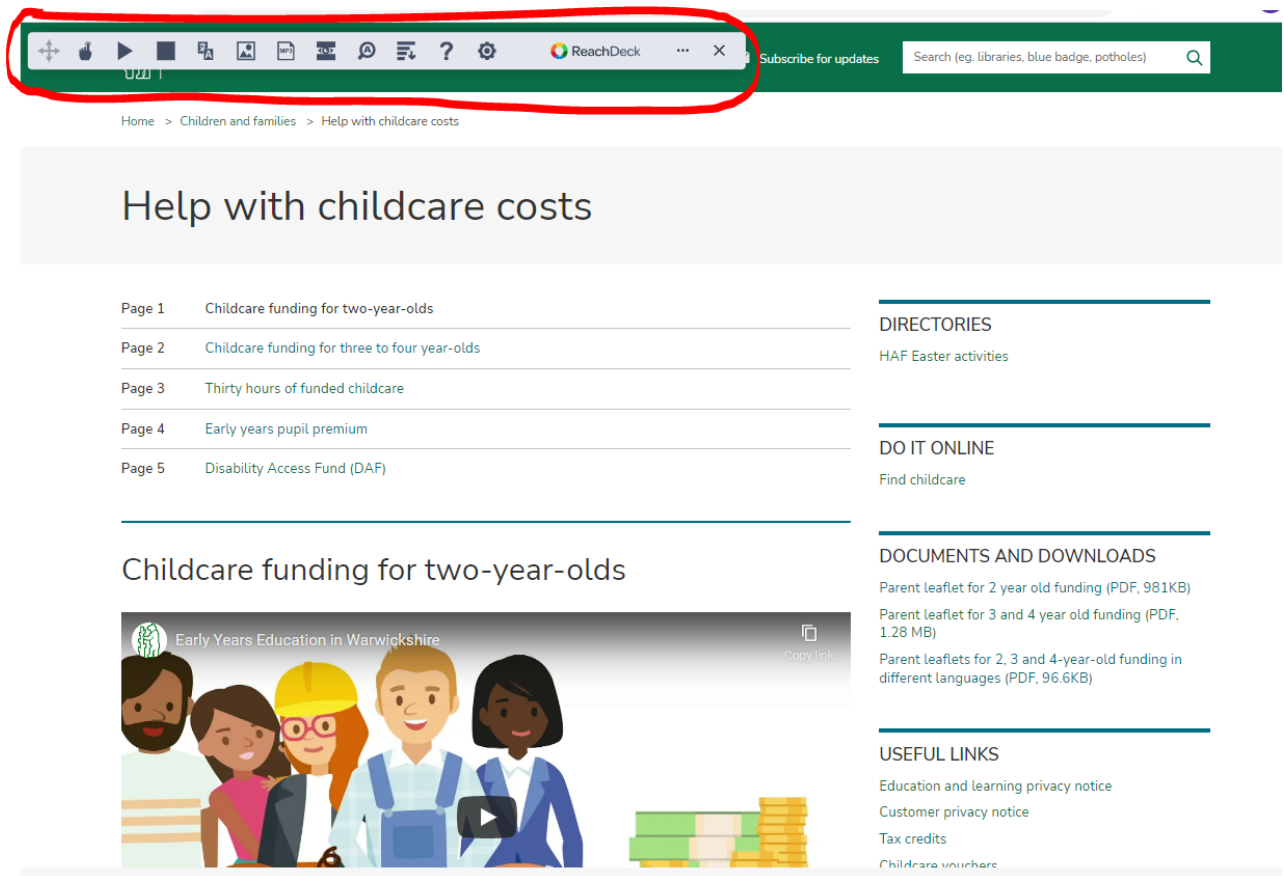 MP3
ReachDeck
Subscribe for updates
Search (eg. libraries, blue badge, potholes)
Home > Children and families > Help with childcare costs
Help with childcare costs
Page 1 Childcare funding for two-year-olds
Page 2 Childcare funding for three to four year-olds
Page 3 Thirty hours of funded childcare
Page 4 Early years pupil premium
Page 5 Disability Access Fund (DAF)
Childcare funding for two-year-olds
Early Years Education in Warwickshire
Copy link
DIRECTORIES
HAF Easter activities
DO IT ONLINE
Find childcare
DOCUMENTS AND DOWNLOADS
Parent leaflet for 2 year old funding (PDF, 981KB)
Parent leaflet for 3 and 4 year old funding (PDF,
1.28 MB)
Parent leaflets for 2, 3 and 4-year-old funding in
different languages (PDF, 96.6KB)
USEFUL LINKS
Education and learning privacy notice
Customer privacy notice
Tax credits
Childcare vouchers